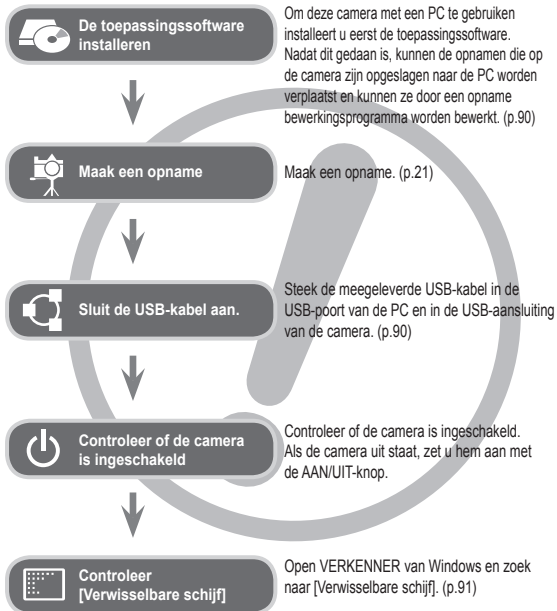 De toepassingssoftware
installeren
Om deze camera met een PC te gebruiken
installeert u eerst de toepassingssoftware.
Nadat dit gedaan is, kunnen de opnamen die op
de camera zijn opgeslagen naar de PC worden
verplaatst en kunnen ze door een opname
bewerkingsprogramma worden bewerkt. (p.90)
Maak een opname
Maak een opname. (p.21)
Sluit de USB-kabel aan.
Steek de meegeleverde USB-kabel in de
USB-poort van de PC en in de USB-aansluiting
van de camera. (p.90)
Controleer of de camera
is ingeschakeld
Controleer of de camera is ingeschakeld.
Als de camera uit staat, zet u hem aan met
de AAN/UIT-knop.
Controleer
[Verwisselbare schijf]
Open VERKENNER van Windows en zoek
naar [Verwisselbare schijf]. (p.91)